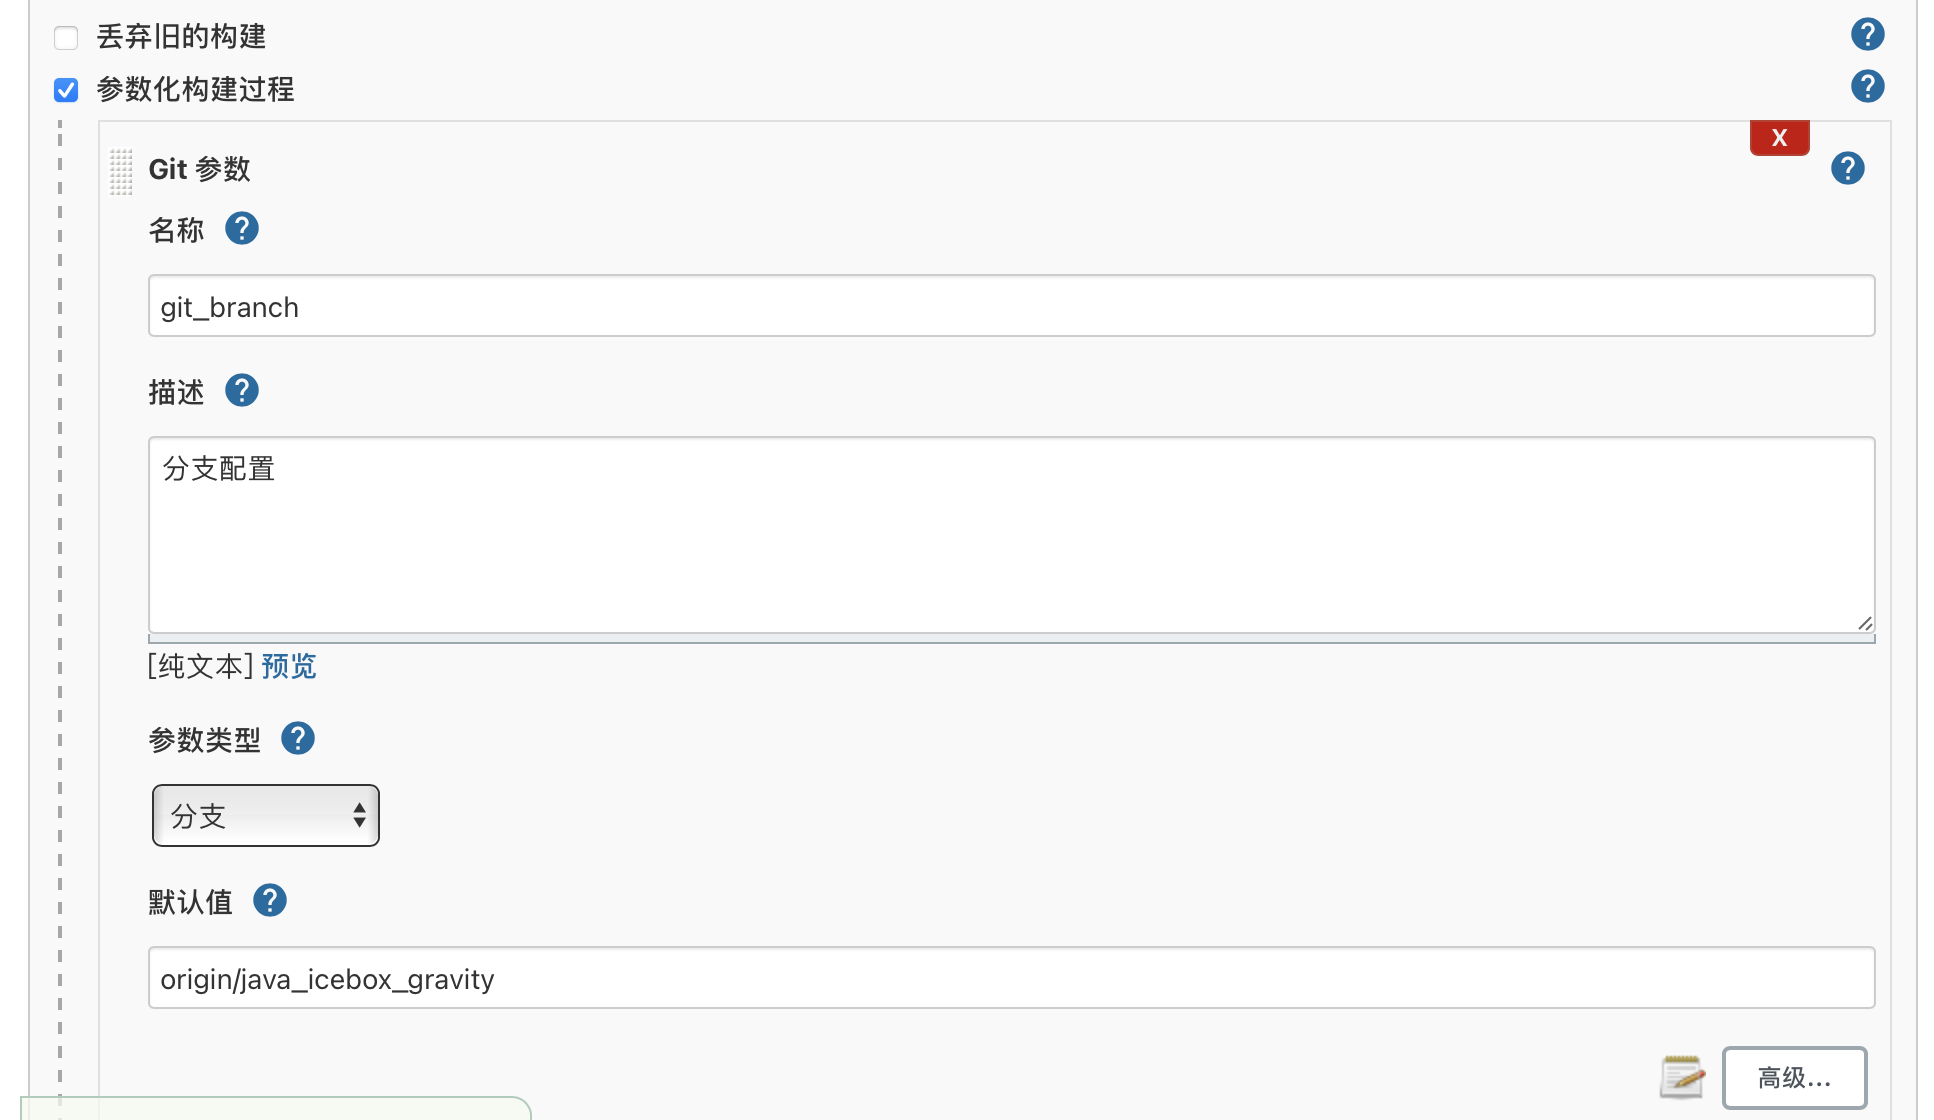 丢弃旧的构建
参数化构建过程
X
Git 参数
名称
git_branch
描述
分支配置
[纯文本] 预览
参数类型
分支
默认值
origin/java_icebox_gravity
高级...